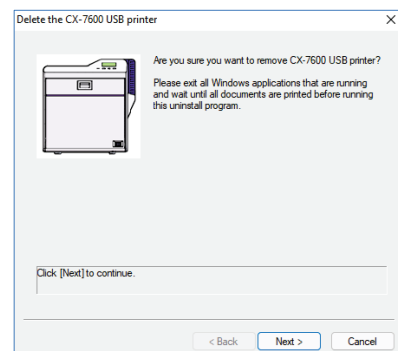 Delete the CX-7600 USB printer
Are you sure you want to remove CX-7600 USB printer?
Please exit all Windows applications that are running
and wait until all documents are printed before running
this uninstall program.
Click [Next] to continue.
< Back
Next >
Cancel